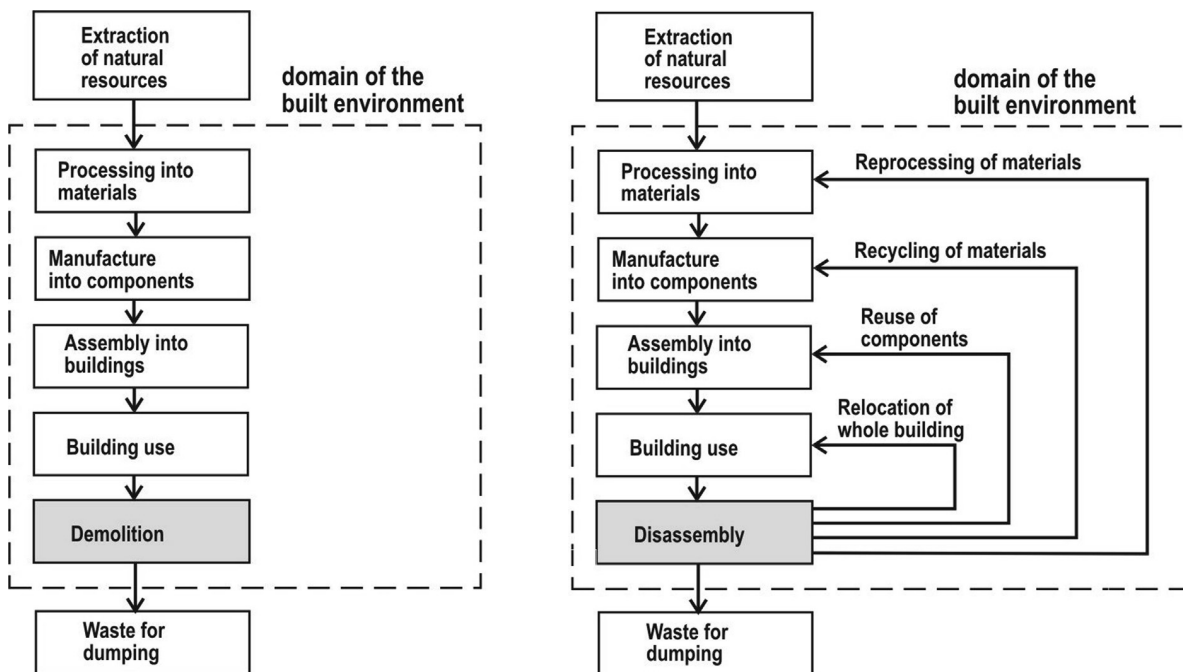 Extraction
of natural
resources
domain of the
built environment
Processing into
materials
Manufacture
into components
Assembly into
buildings
Building use
Demolition
Waste for
dumping
Extraction
of natural
resources
domain of the
built environment
Processing into
materials
Reprocessing of materials
Manufacture
into components
Recycling of materials
Assembly into
buildings
Reuse of
components
Building use
Relocation of
whole building
Disassembly
Waste for
dumping